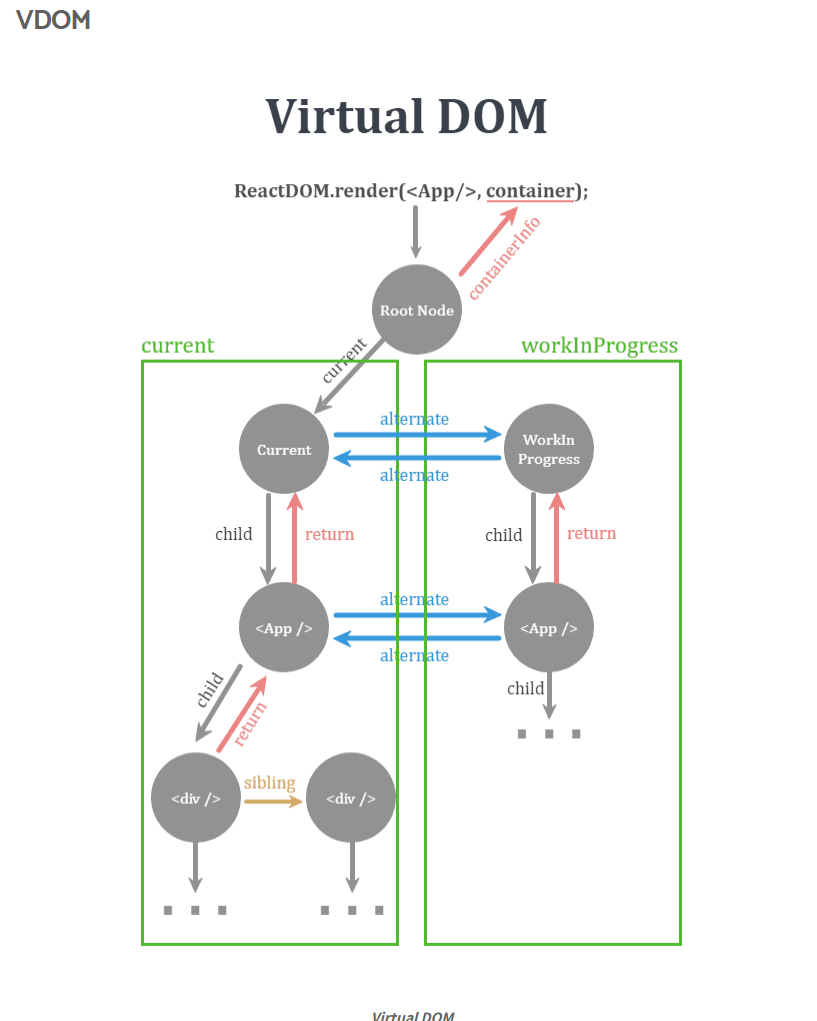 VDOM
Virtual DOM
ReactDOM.render(<App/>, container);
containerInfo
Root Node
current
workInProgress
current
alternate
Current
WorkIn
Progress
alternate
child
return
child
return
alternate
<App />
<App />
alternate
child
return
child
<div />
sibling
<div />
Virtual DOM